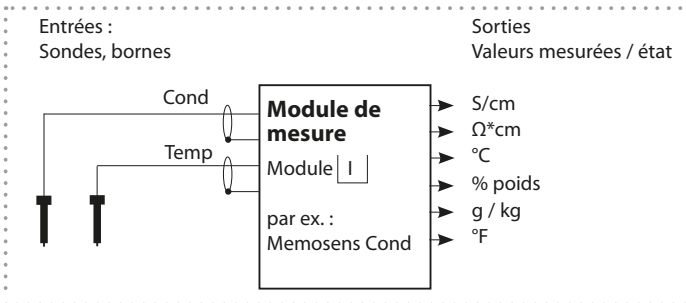 Entrées :
Sondes, bornes
Sorties
Valeurs mesurées / état
Cond
Temp
Module de
mesure
Module I
par ex. :
Memosens Cond
S/cm
Ω*cm
°C
% poids
g / kg
°F